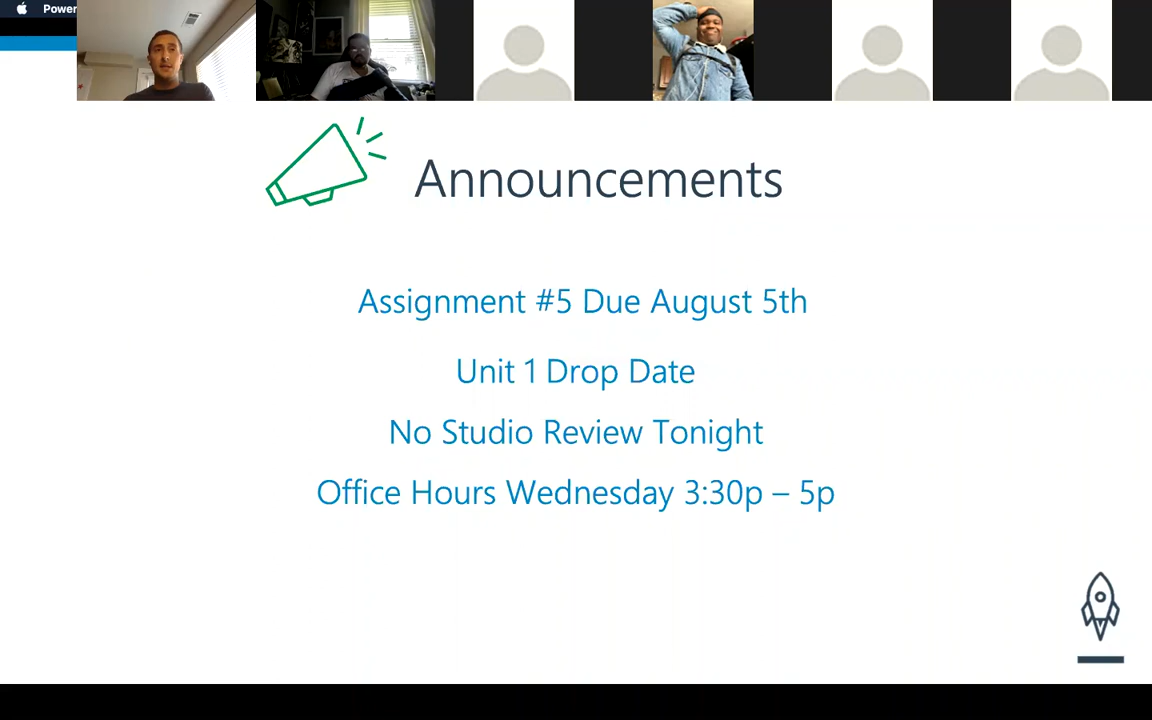 Power
Announcements
Assignment #5 Due August 5th
Unit 1 Drop Date
No Studio Review Tonight
Office Hours Wednesday 3:30p – 5p